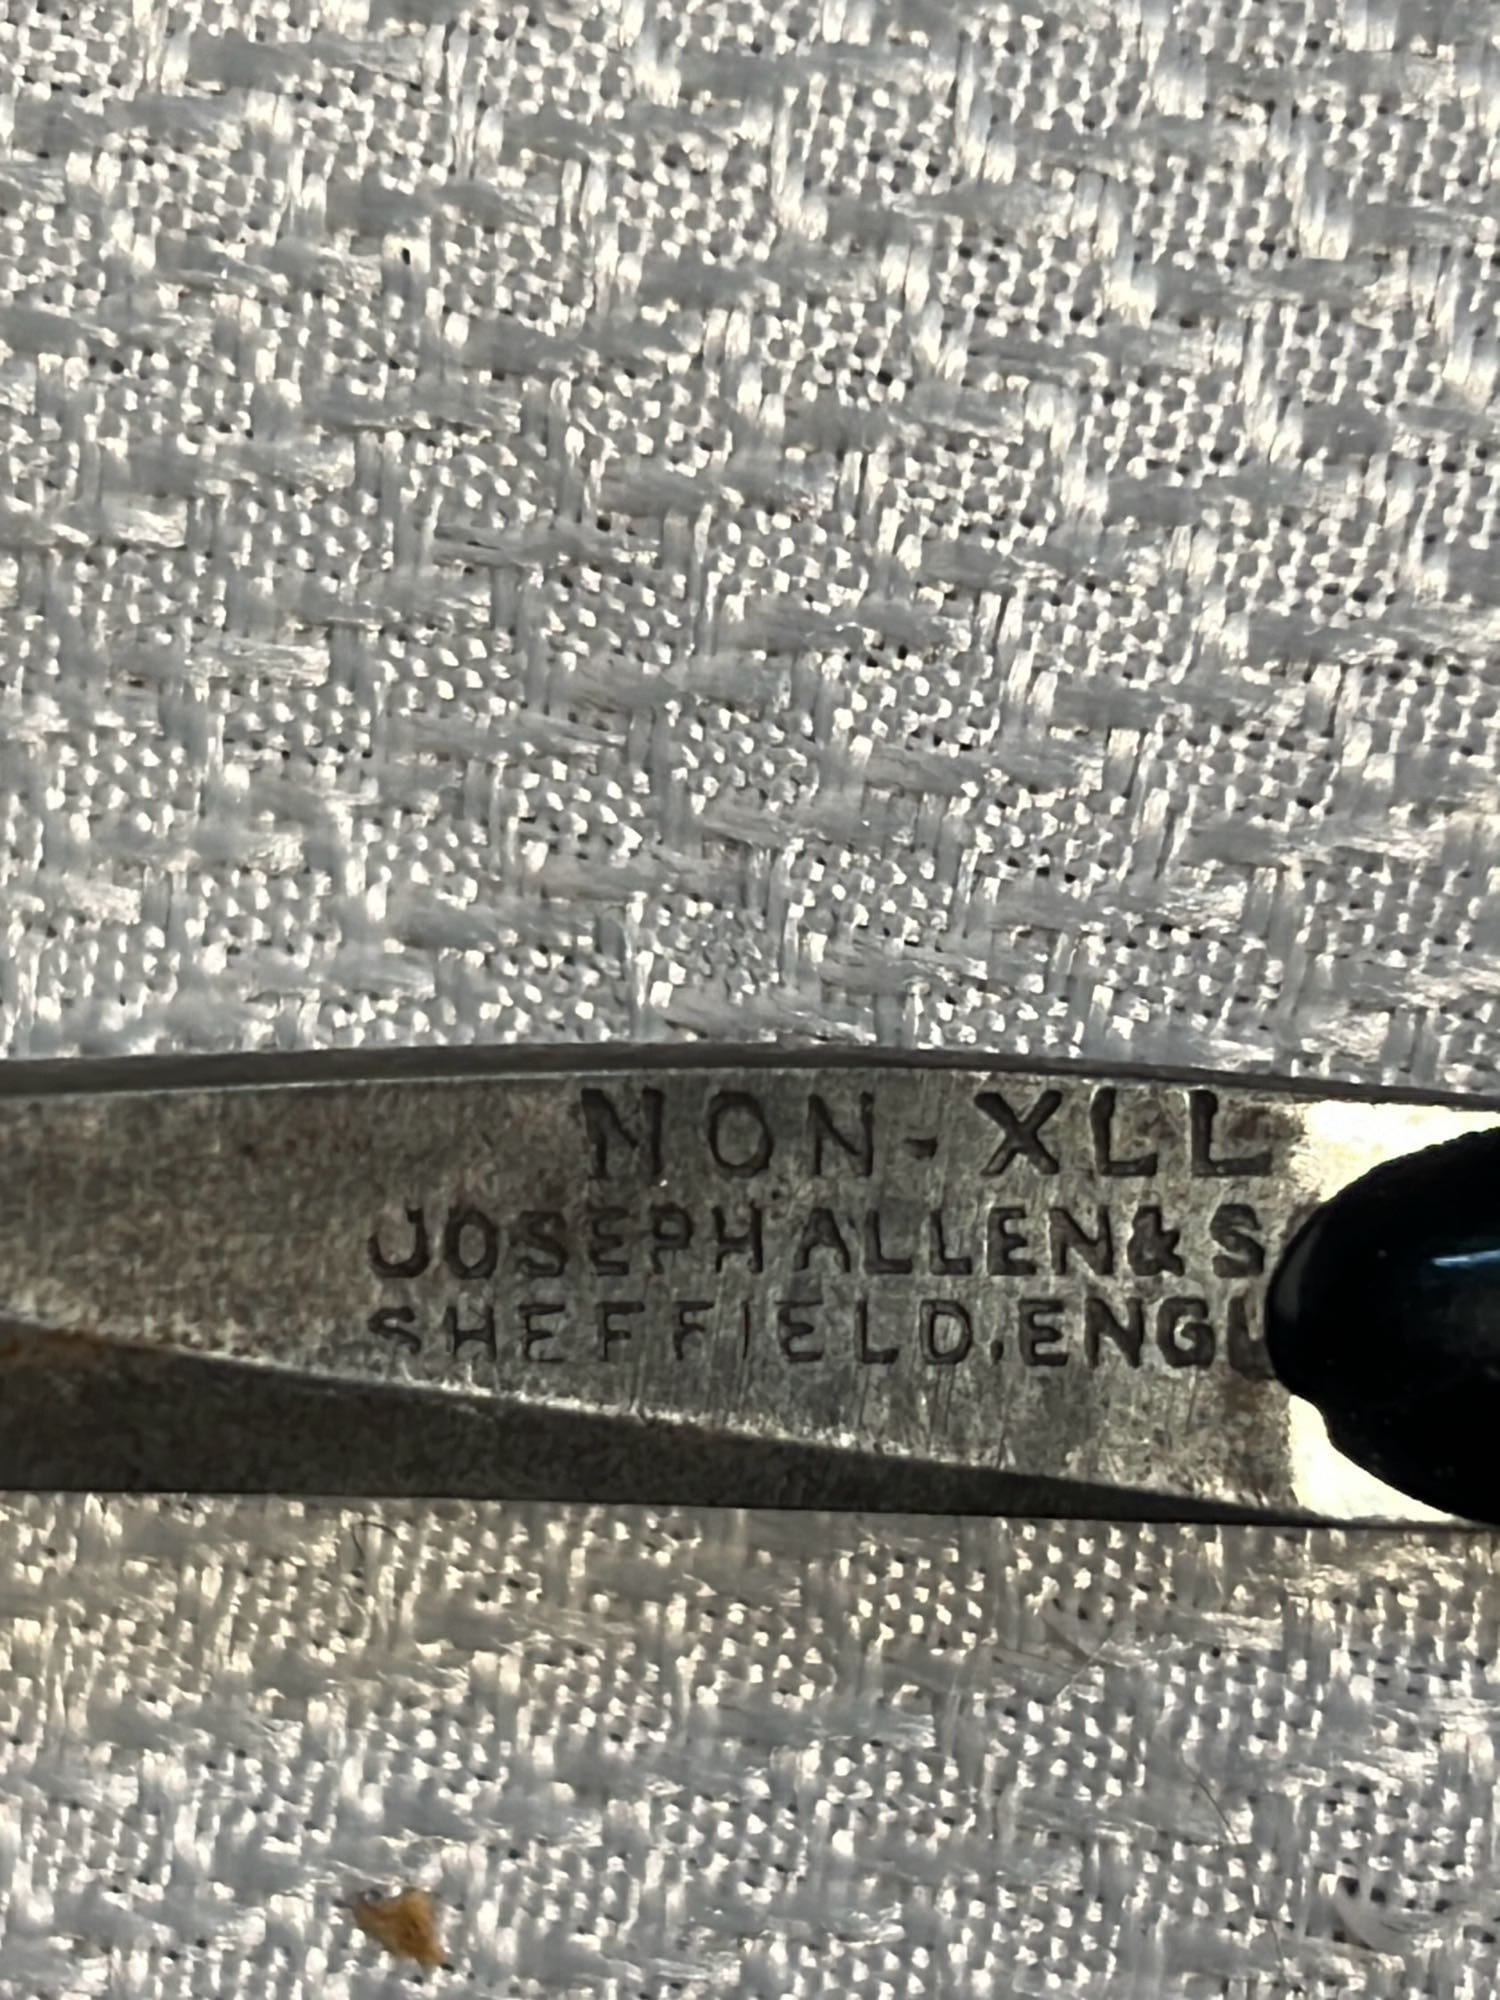 NON-XLL
JOSEPH ALLEN & S
SHEFFIELD.ENGL